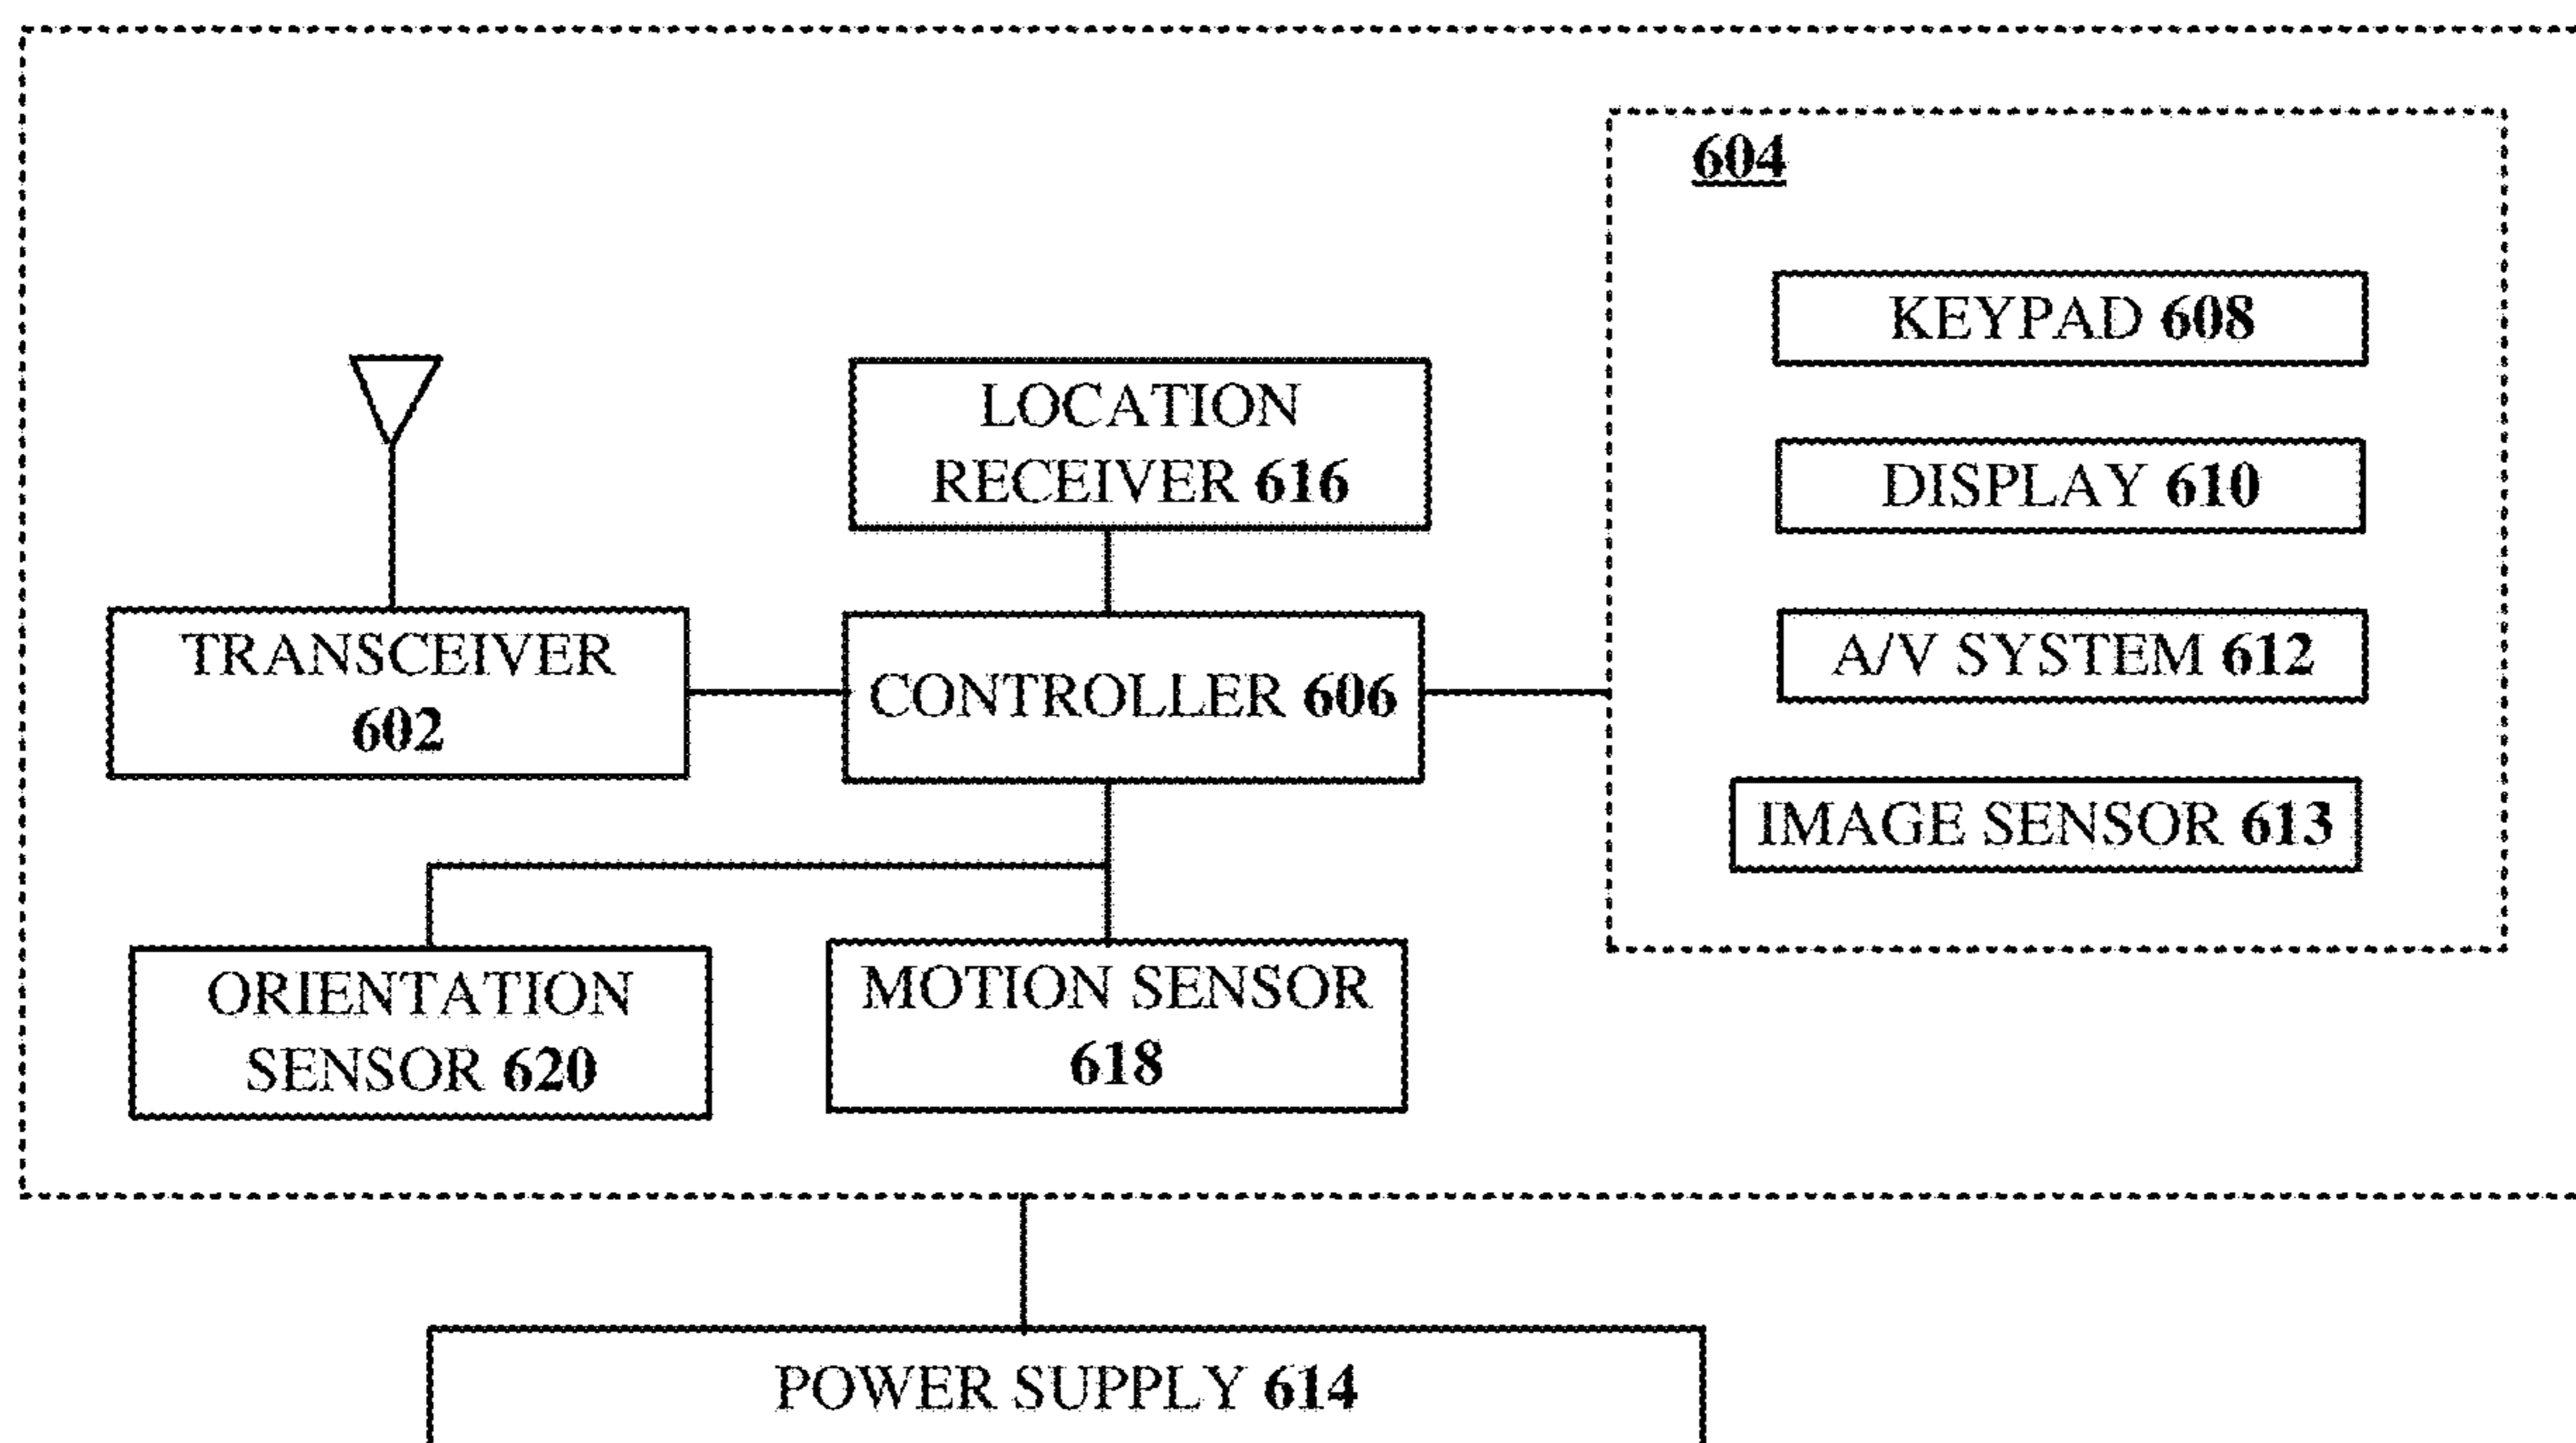 604
KEYPAD 608
LOCATION
RECEIVER 616
DISPLAY 610
TRANSCEIVER
602
CONTROLLER 606
A/V SYSTEM 612
IMAGE SENSOR 613
ORIENTATION
SENSOR 620
MOTION SENSOR
618
POWER SUPPLY 614